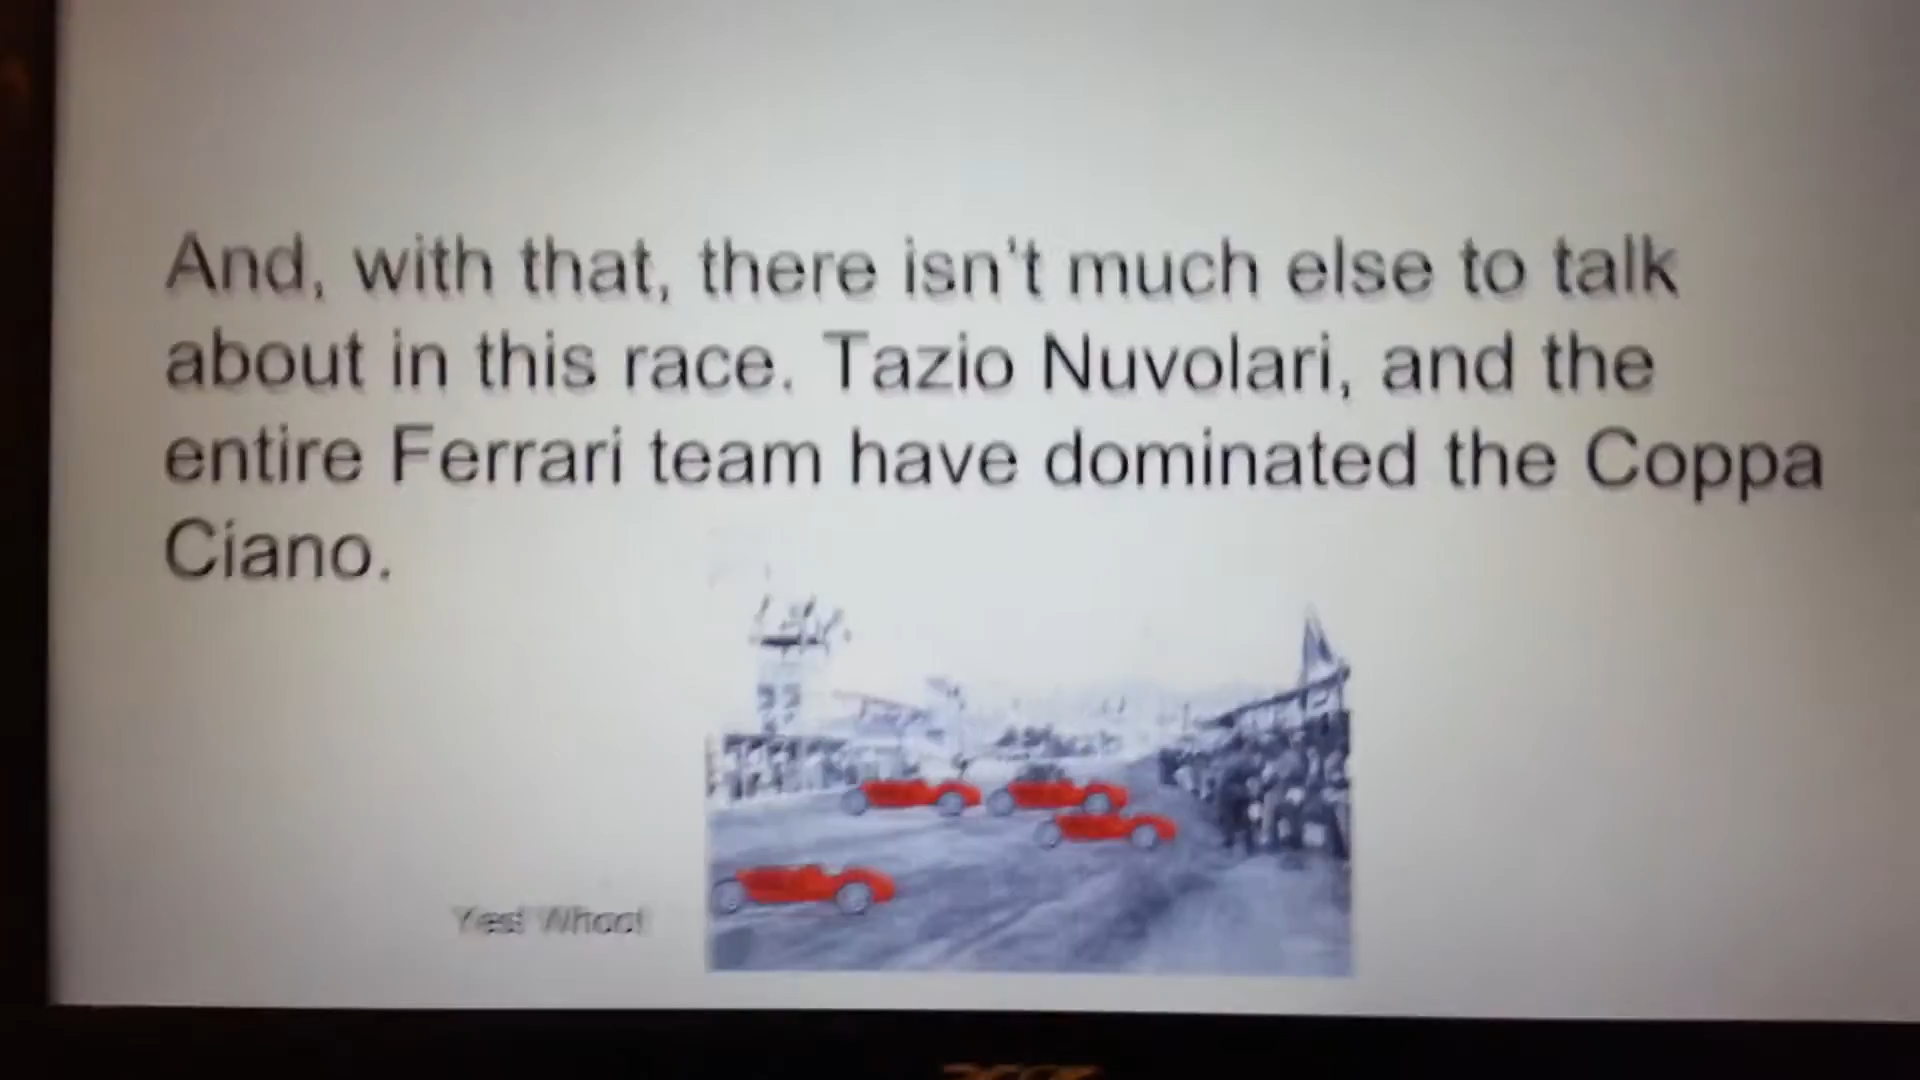 And, with that, there isn't much else to talk
about in this race. Tazio Nuvolari, and the
entire Ferrari team have dominated the Coppa
Ciano.
Yes! Whoo!